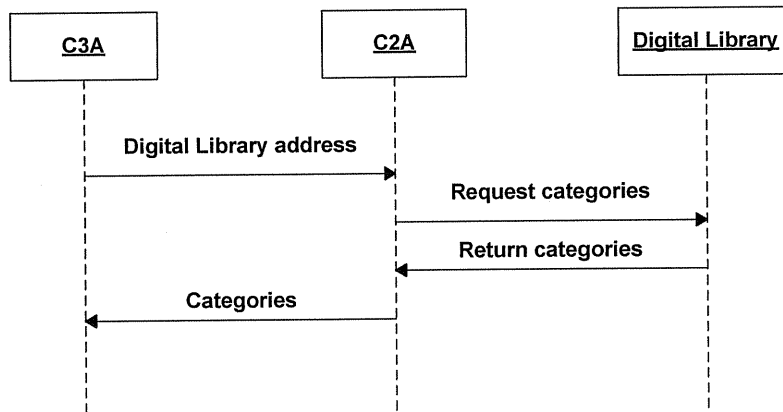 C3A
C2A
Digital Library
Digital Library address
Request categories
Return categories
Categories